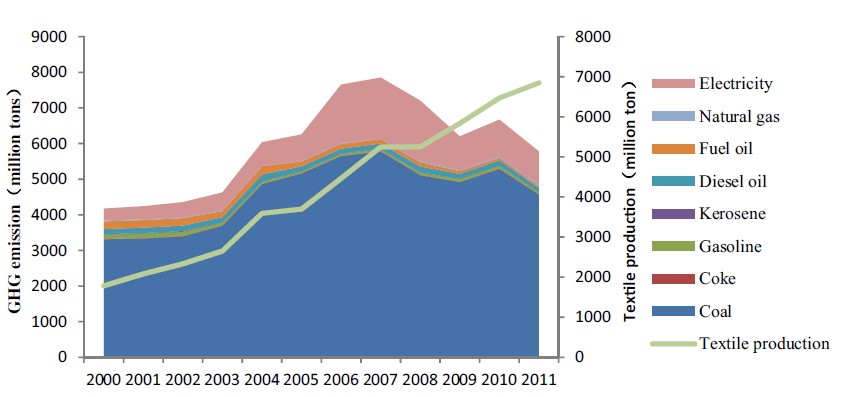 GHG emission（million tons）
9000
8000
7000
6000
5000
4000
3000
2000
1000
0
2000 2001 2002 2003 2004 2005 2006 2007 2008 2009 2010 2011
8000
7000
6000
5000
4000
3000
2000
1000
0
Textile production（million ton）
Electricity
Natural gas
Fuel oil
Diesel oil
Kerosene
Gasoline
Coke
Coal
Textile production